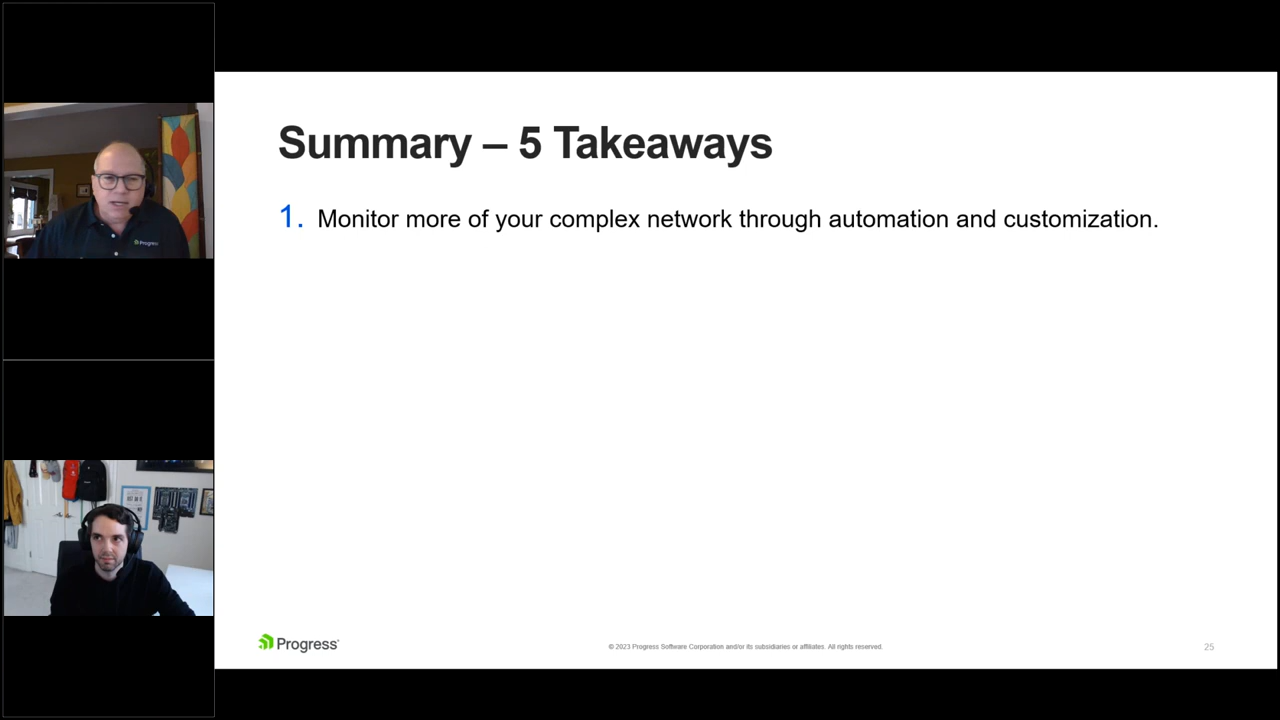 Summary – 5 Takeaways
1. Monitor more of your complex network through automation and customization.
Progress
Progress
© 2023 Progress Software Corporation and/or its subsidiaries or affiliates. All rights reserved.
25